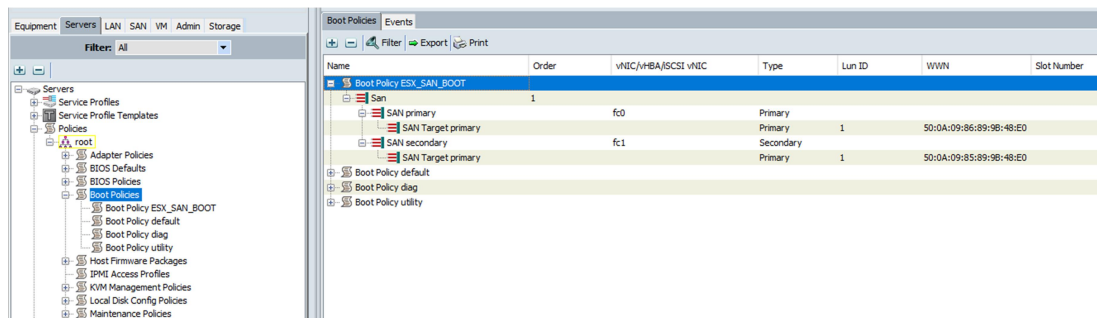 Equipment Servers LAN SAN VM Admin Storage
Filter: All
Servers
Service Profiles
Service Profile Templates
Policies
root
Adapter Policies
BIOS Defaults
BIOS Policies
Boot Policies
Boot Policy ESX_SAN_BOOT
Boot Policy default
Boot Policy diag
Boot Policy utility
Host Firmware Packages
IPMI Access Profiles
KVM Management Policies
Local Disk Config Policies
Maintenance Policies
Boot Policies Events
Filter Export Print
Name Order vNIC/vHBA/iSCSI vNIC Type Lun ID WWN Slot Number
Boot Policy ESX_SAN_BOOT
San 1
SAN primary fc0 Primary
SAN Target primary Primary 1 50:0A:09:86:89:9B:48:E0
SAN secondary fc1 Secondary
SAN Target primary Primary 1 50:0A:09:85:89:9B:48:E0
Boot Policy default
Boot Policy diag
Boot Policy utility